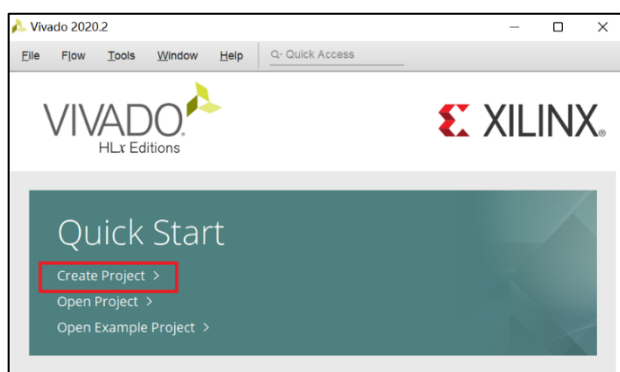 Vivado 2020.2
File Flow Tools Window Help Q- Quick Access
VIVADO.
HLx Editions
XILINX®
Quick Start
Create Project >
Open Project >
Open Example Project >